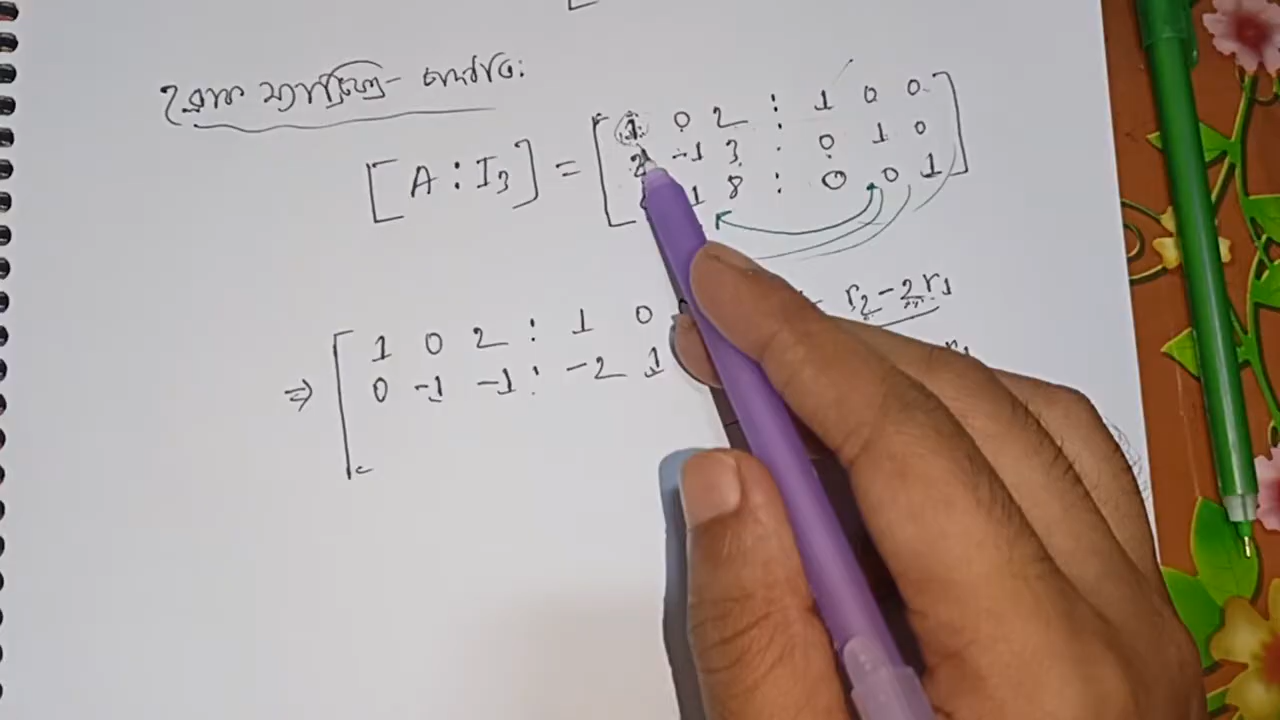 [A : I3] = [ 1 0 2 : 1 0 0
2 -1 3 : 0 1 0
1 8 : 0 0 1 ]
r2 - 2r1
⇒ [ 1 0 2 : 1 0
0 -1 -1 : -2 1
r1